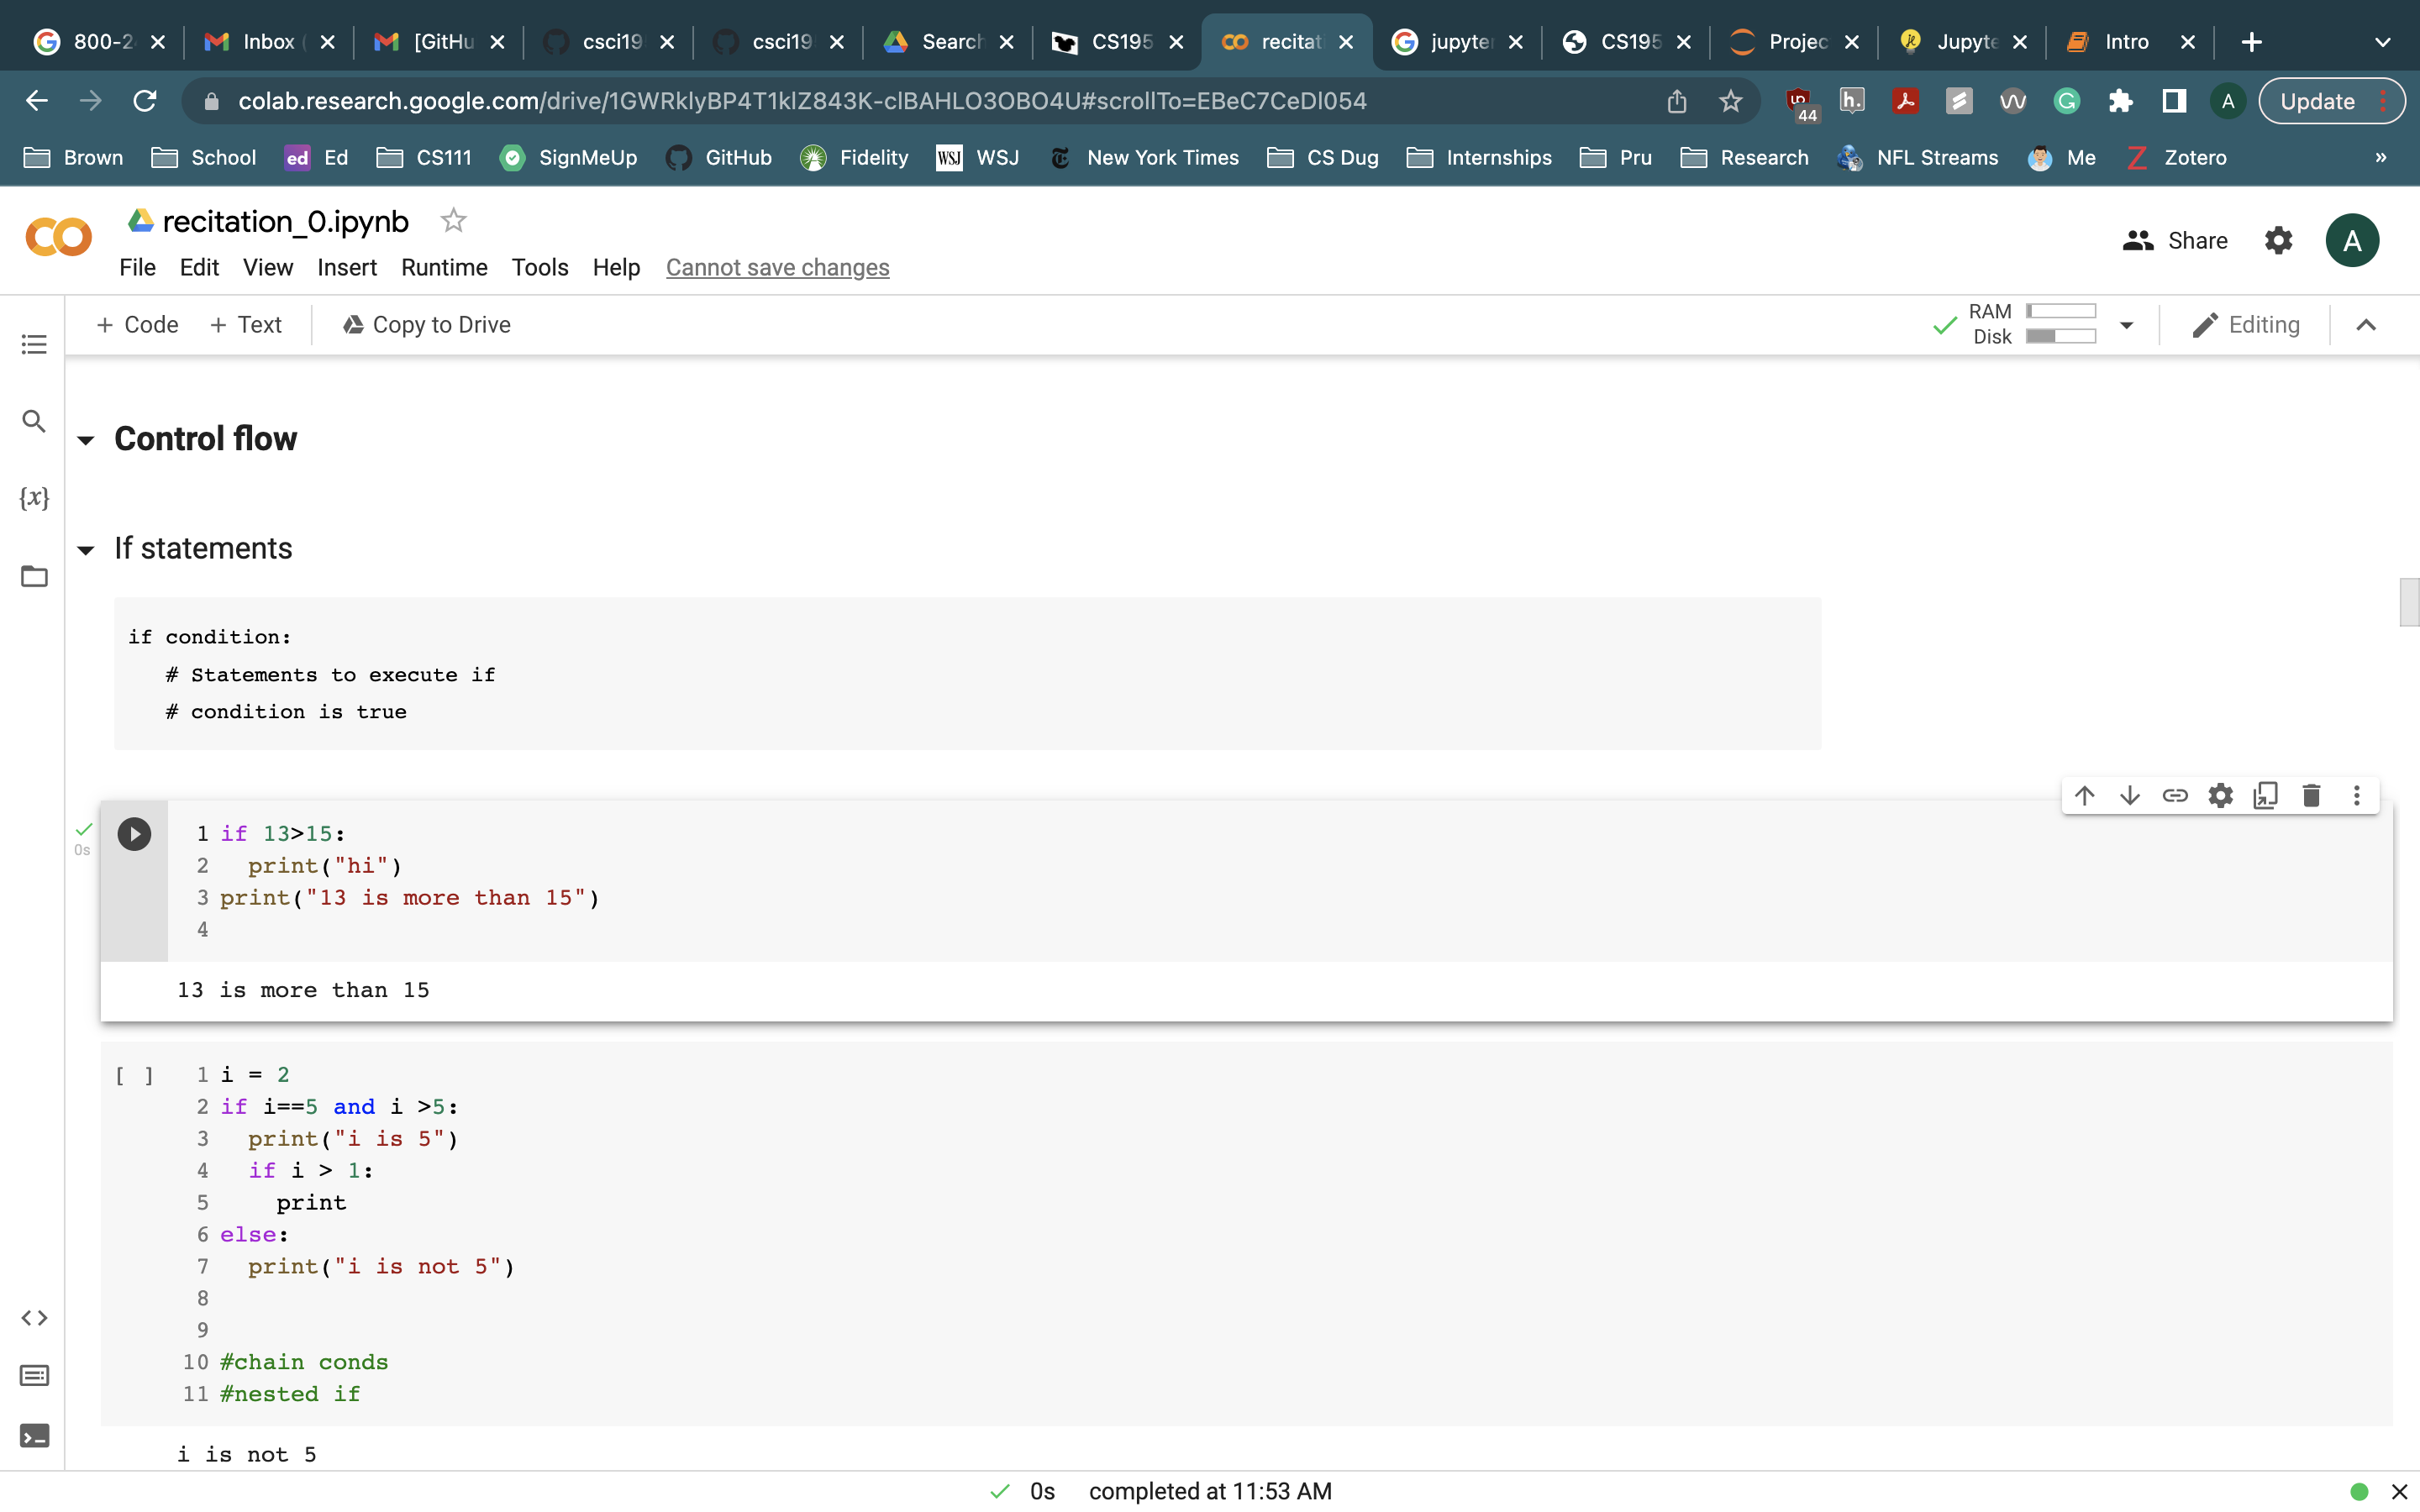 800-2
Inbox (
[GitHu
csci19
csci19
Search
CS195
recitat
jupyter
CS195
Projec
Jupyte
Intro
colab.research.google.com/drive/1GWRklyBP4T1klZ843K-clBAHLO3OBO4U#scrollTo=EBeC7CeDl054
44
h.
A
Update
Brown
School
ed Ed
CS111
SignMeUp
GitHub
Fidelity
WSJ WSJ
New York Times
CS Dug
Internships
Pru
Research
NFL Streams
Me
Zotero
»
recitation_0.ipynb
File Edit View Insert Runtime Tools Help Cannot save changes
Share
A
+ Code + Text Copy to Drive
RAM
Disk
Editing
Control flow
{x}
If statements
if condition:
# Statements to execute if
# condition is true
0s
1 if 13>15:
2 print("hi")
3 print("13 is more than 15")
4
13 is more than 15
[ ] 1 i = 2
2 if i==5 and i >5:
3 print("i is 5")
4 if i > 1:
5 print
6 else:
7 print("i is not 5")
8
9
10 #chain conds
11 #nested if
i is not 5
0s completed at 11:53 AM